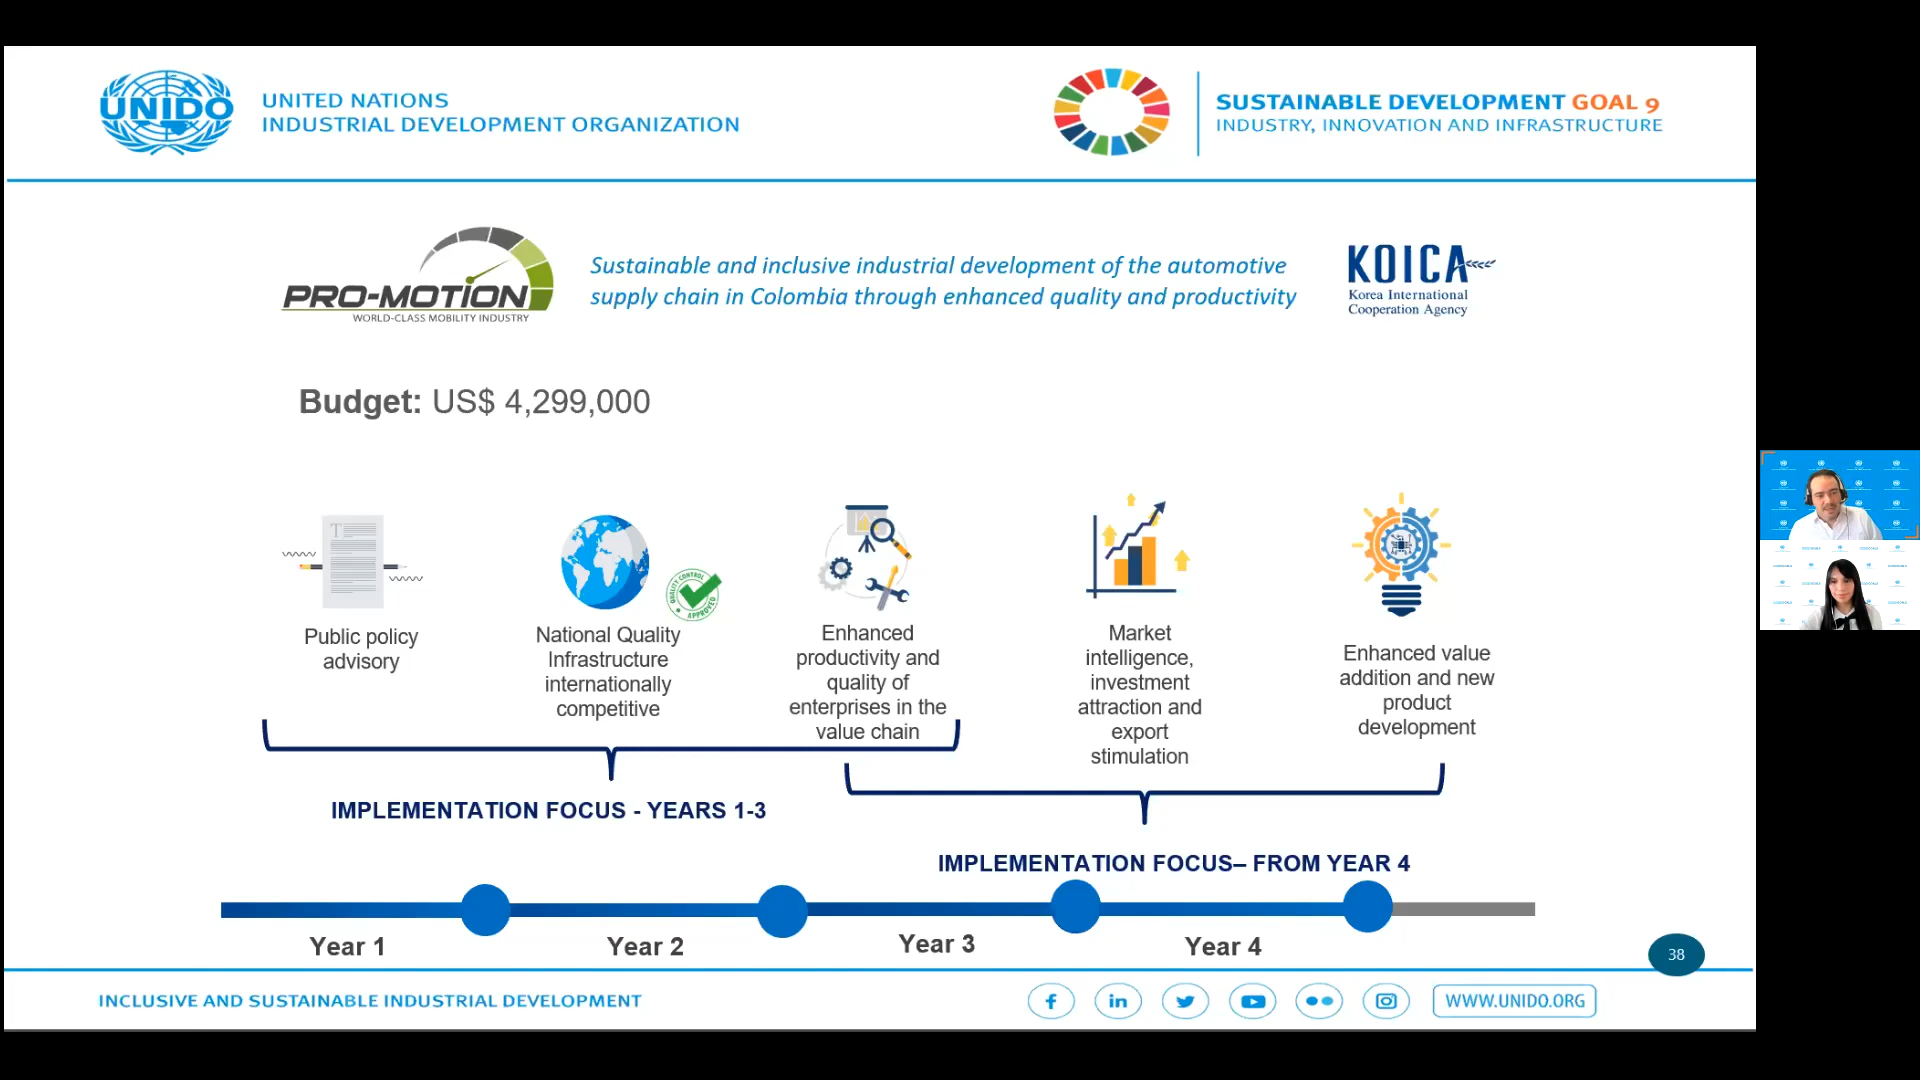 UNIDO
UNITED NATIONS
INDUSTRIAL DEVELOPMENT ORGANIZATION
SUSTAINABLE DEVELOPMENT GOAL 9
INDUSTRY, INNOVATION AND INFRASTRUCTURE
PRO-MOTION
WORLD-CLASS MOBILITY INDUSTRY
Sustainable and inclusive industrial development of the automotive
supply chain in Colombia through enhanced quality and productivity
KOICA
Korea International
Cooperation Agency
Budget: US$ 4,299,000
T
QUALITY CONTROL
APPROVED
Public policy
advisory
National Quality
Infrastructure
internationally
competitive
Enhanced
productivity and
quality of
enterprises in the
value chain
Market
intelligence,
investment
attraction and
export
stimulation
Enhanced value
addition and new
product
development
IMPLEMENTATION FOCUS - YEARS 1-3
IMPLEMENTATION FOCUS– FROM YEAR 4
Year 1
Year 2
Year 3
Year 4
38
INCLUSIVE AND SUSTAINABLE INDUSTRIAL DEVELOPMENT
WWW.UNIDO.ORG